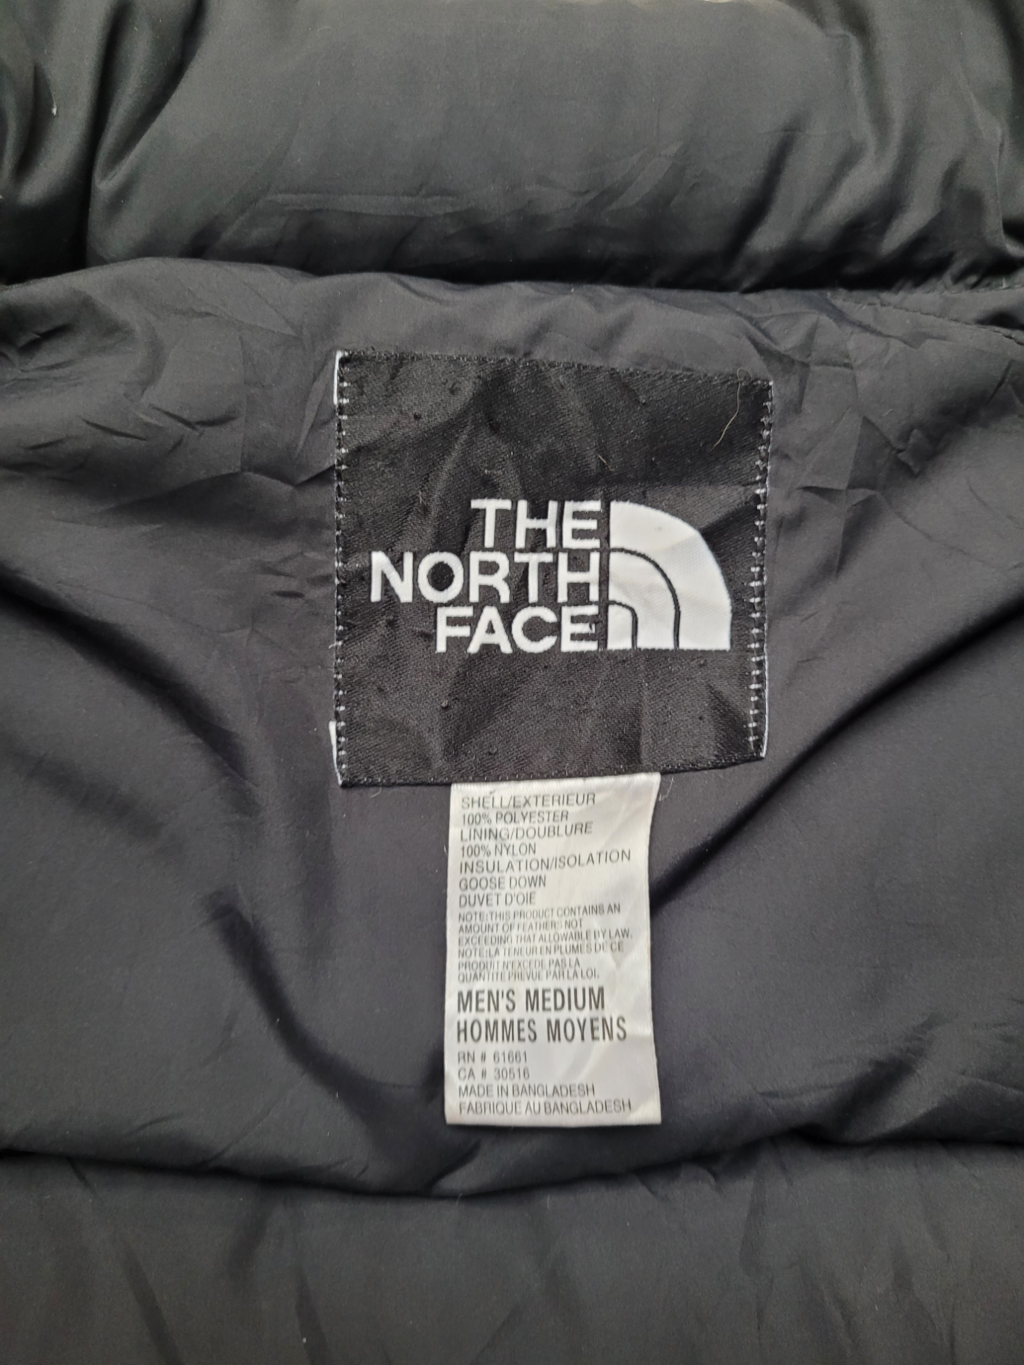 THE
NORTH
FACE
SHELL/EXTERIEUR
100% POLYESTER
LINING/DOUBLURE
100% NYLON
INSULATION/ISOLATION
GOOSE DOWN
DUVET D'OIE
NOTE:THIS PRODUCT CONTAINS AN
AMOUNT OF FEATHERS NOT
EXCEEDING THAT ALLOWABLE BY LAW.
NOTE:LA TENEUR EN PLUMES DE CE
PRODUIT N'EXCEDE PAS LA
QUANTITE PREVUE PAR LA LOI.
MEN'S MEDIUM
HOMMES MOYENS
RN # 61661
CA # 30516
MADE IN BANGLADESH
FABRIQUE AU BANGLADESH